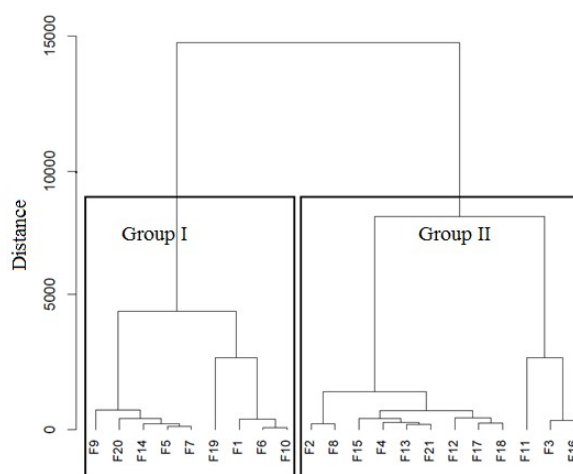 15000
10000
5000
0
Distance
Group I
Group II
F9
F20
F14
F5
F7
F19
F1
F6
F10
F2
F8
F15
F4
F13
F21
F12
F17
F18
F11
F3
F16